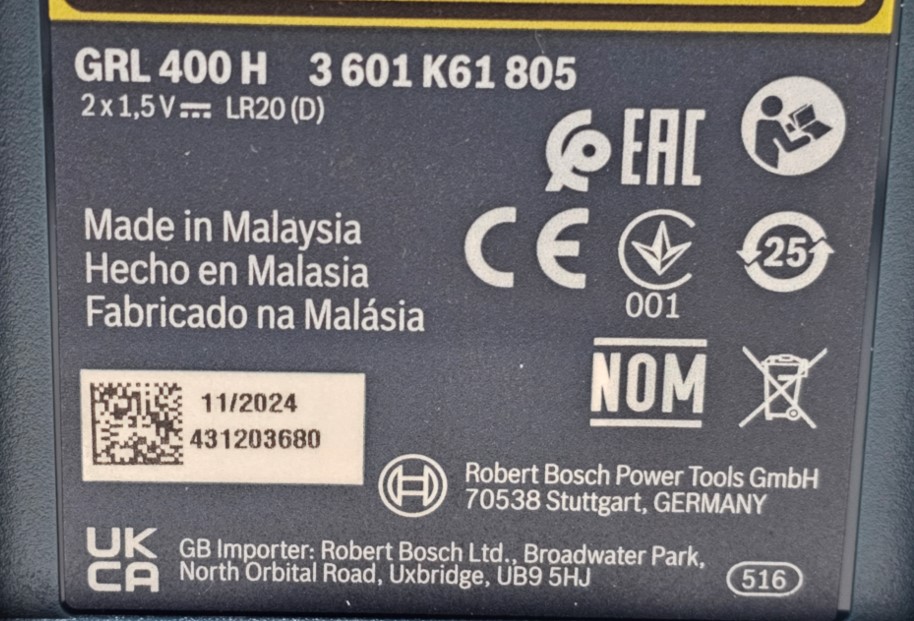 GRL 400 H 3 601 K61 805
2 x 1,5 V LR20 (D)
EAC
Made in Malaysia
Hecho en Malasia
Fabricado na Malásia
CE
001
25
NOM
11/2024
431203680
Robert Bosch Power Tools GmbH
70538 Stuttgart, GERMANY
UK
CA
GB Importer: Robert Bosch Ltd., Broadwater Park,
North Orbital Road, Uxbridge, UB9 5HJ
516